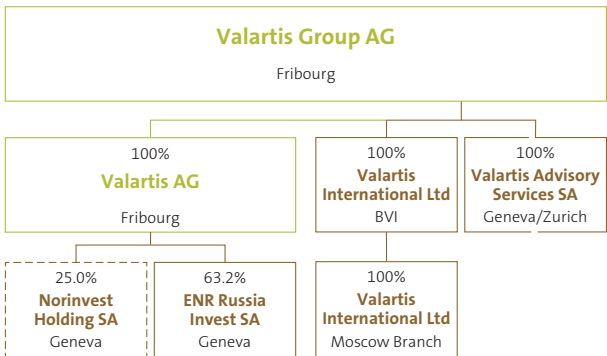 Valartis Group AG
Fribourg
100%
Valartis AG
Fribourg
100%
Valartis
International Ltd
BVI
100%
Valartis Advisory
Services SA
Geneva/Zurich
25.0%
Norinvest
Holding SA
Geneva
63.2%
ENR Russia
Invest SA
Geneva
100%
Valartis
International Ltd
Moscow Branch